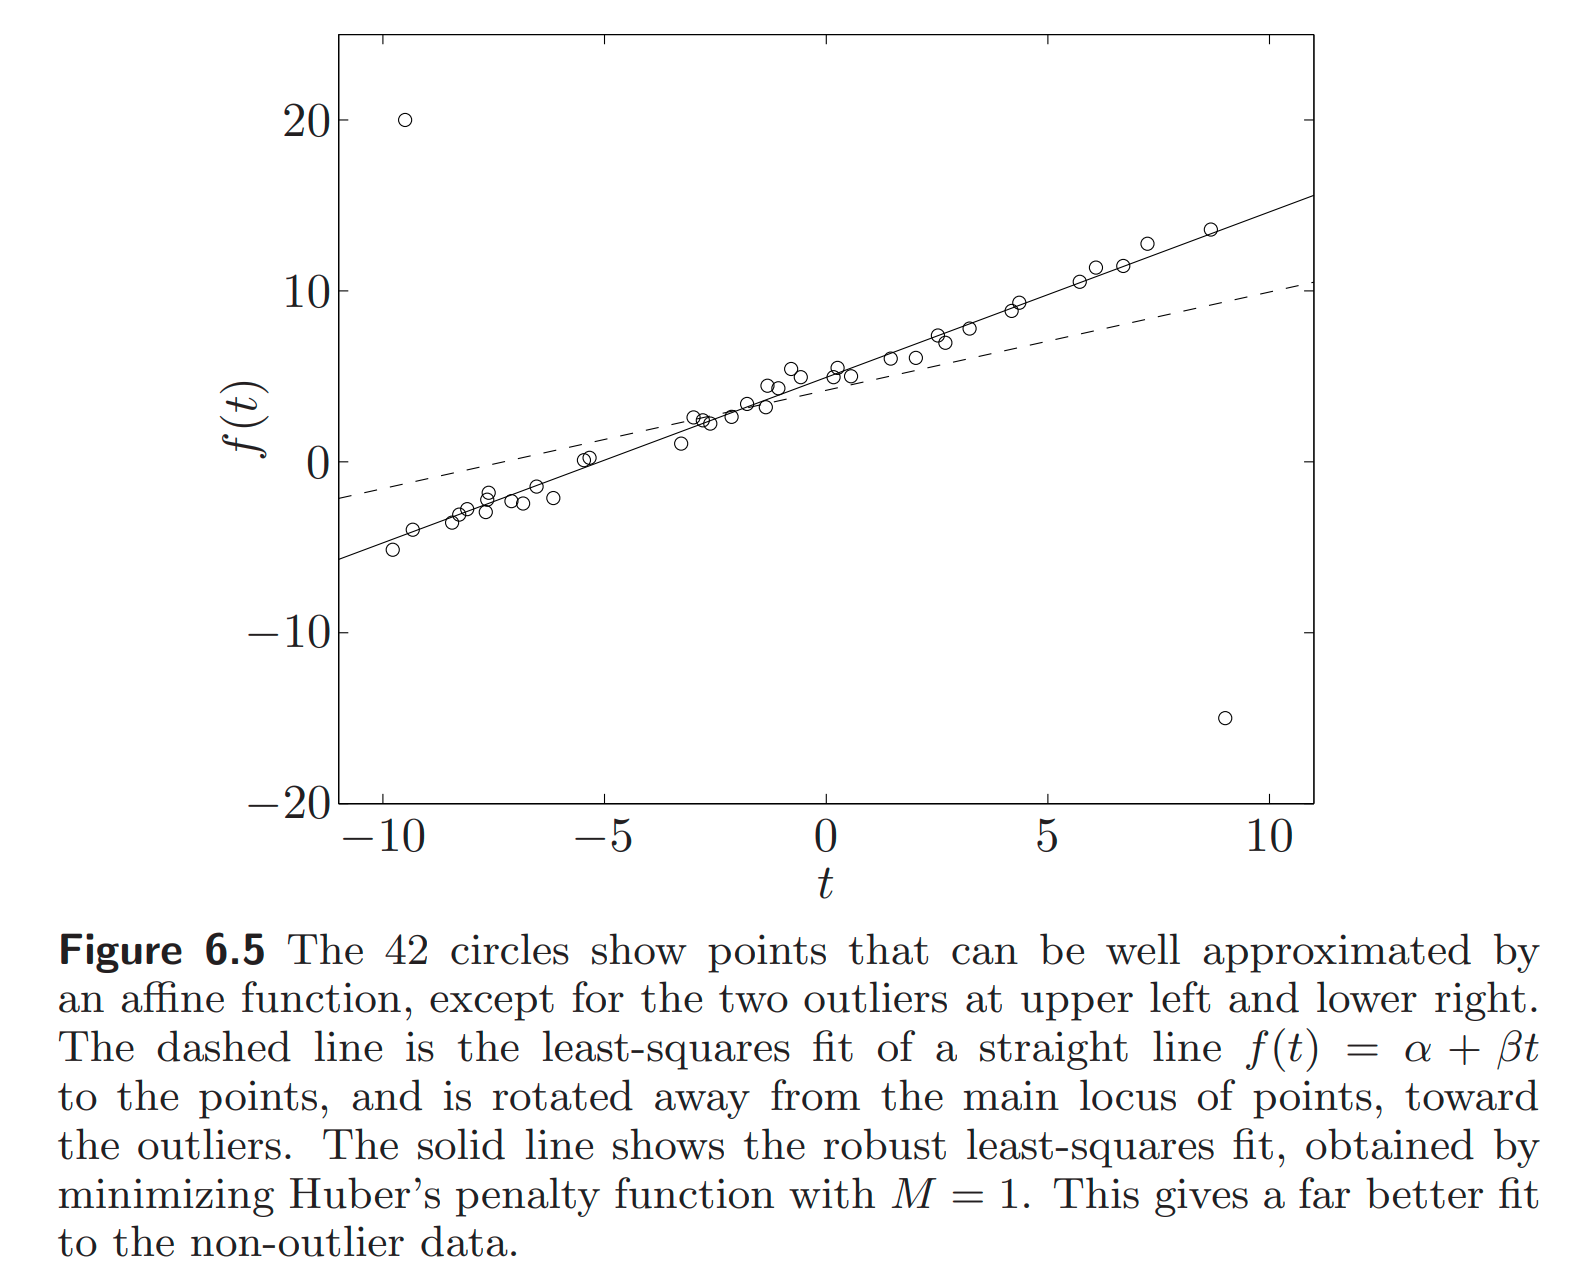 20
10
0
−10
−20
f(t)
−10 −5 0 5 10
t
Figure 6.5 The 42 circles show points that can be well approximated by
an affine function, except for the two outliers at upper left and lower right.
The dashed line is the least-squares fit of a straight line f(t) = α + βt
to the points, and is rotated away from the main locus of points, toward
the outliers. The solid line shows the robust least-squares fit, obtained by
minimizing Huber's penalty function with M = 1. This gives a far better fit
to the non-outlier data.